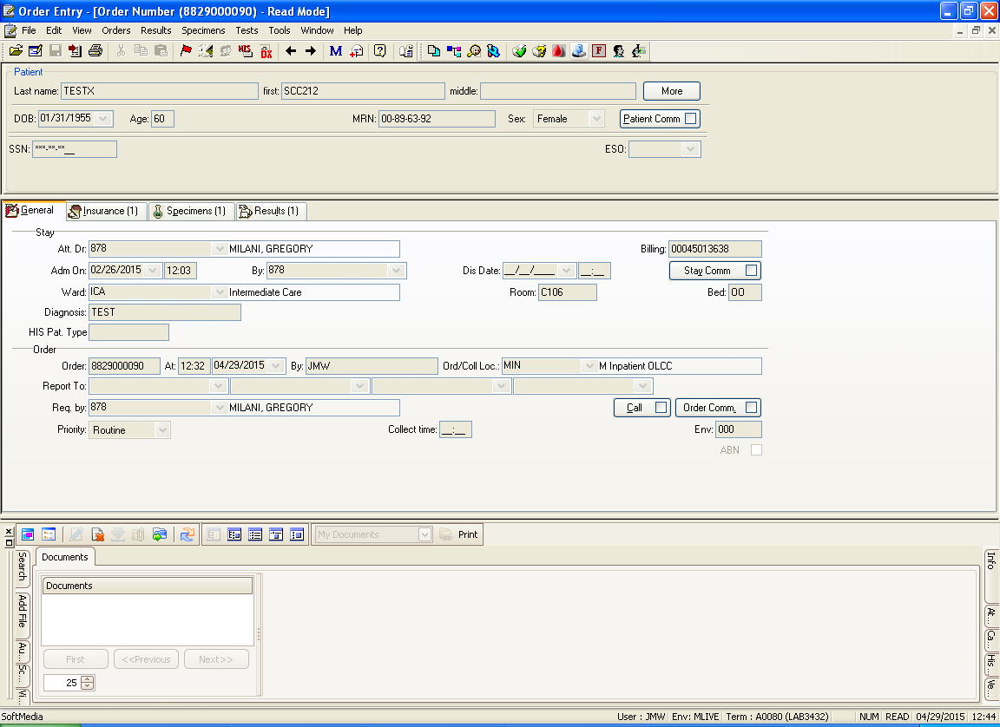 Order Entry - [Order Number (8829000090) - Read Mode]
File Edit View Orders Results Specimens Tests Tools Window Help
HIS DX M F
Patient
Last name: TESTX first: SCC212 middle: More
DOB: 01/31/1955 Age: 60 MRN: 00-89-63-92 Sex: Female Patient Comm
SSN: ***-**-**__ ESO:
General Insurance (1) Specimens (1) Results (1)
Stay
Att. Dr: 878 MILANI, GREGORY Billing: 00045013638
Adm On: 02/26/2015 12:03 By: 878 Dis Date: __/__/____ __:__ Stay Comm
Ward: ICA Intermediate Care Room: C106 Bed: OO
Diagnosis: TEST
HIS Pat. Type
Order
Order: 8829000090 At: 12:32 04/29/2015 By: JMW Ord/Coll Loc.: MIN M Inpatient OLCC
Report To:
Req. by: 878 MILANI, GREGORY Call Order Comm.
Priority: Routine Collect time: __:__ Env: 000
ABN
My Documents Print
Search
Add File
Au...
Sc...
Vi...
Documents
Documents
First <<Previous Next>>
25
Info
At...
Ca...
His...
Ve...
SoftMedia User : JMW Env: MLIVE Term : A0080 (LAB3432) NUM READ 04/29/2015 12:44